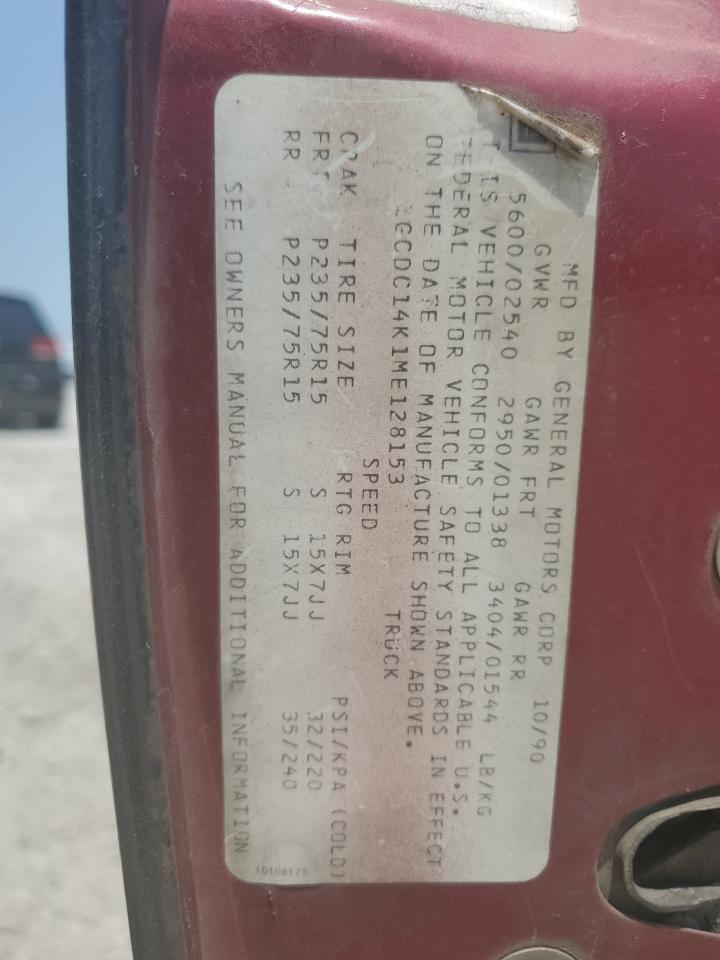 MFD BY GENERAL MOTORS CORP 10/90
GVWR GAWR FRT GAWR RR
5600/02540 2950/01338 3404/01544 LB/KG
THIS VEHICLE CONFORMS TO ALL APPLICABLE U.S.
FEDERAL MOTOR VEHICLE SAFETY STANDARDS IN EFFECT
ON THE DATE OF MANUFACTURE SHOWN ABOVE.
GCDC14K1ME128153 TRUCK
SPEED
TIRE SIZE RTG RIM PSI/KPA (COLD)
FRT P235/75R15 S 15X7JJ 32/220
RR P235/75R15 S 15X7JJ 35/240
SEE OWNERS MANUAL FOR ADDITIONAL INFORMATION